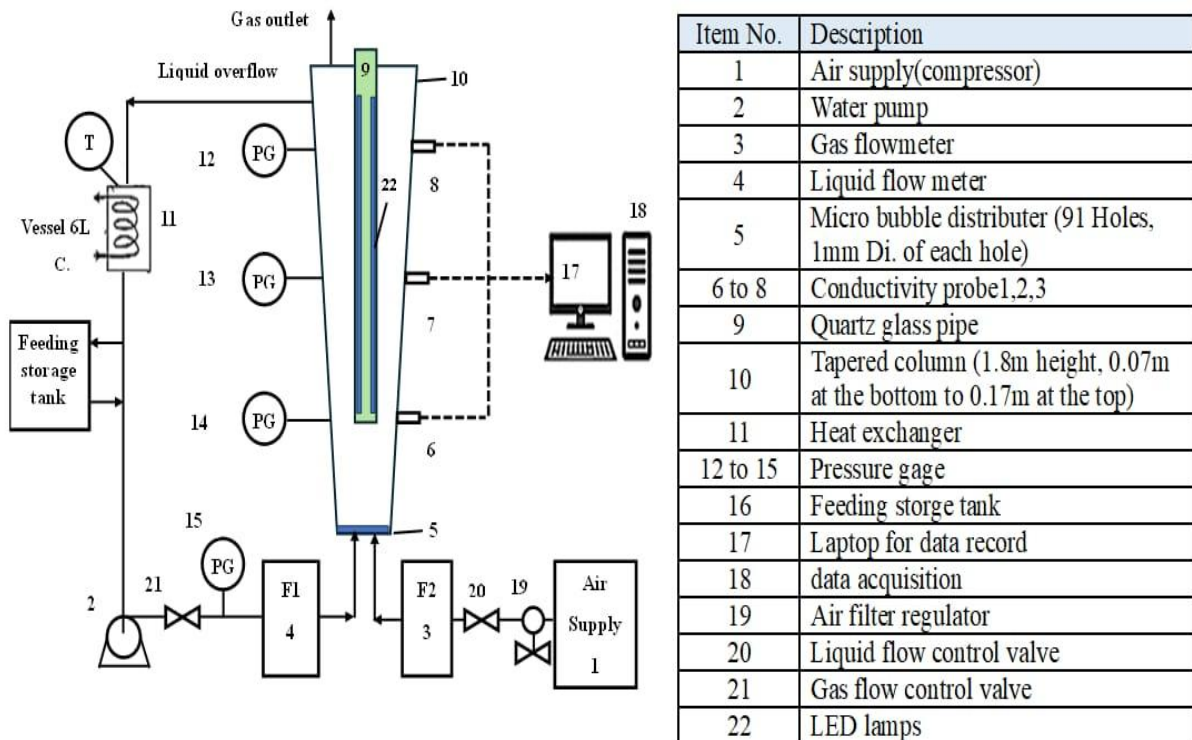 Gas outlet
Liquid overflow
9
10
T
12
PG
8
22
11
Vessel 6L
C.
18
13
PG
17
7
Feeding
storage
tank
14
PG
6
15
5
PG
21
F1
F2
20
19
Air
2
4
3
Supply
1
Item No. Description
1 Air supply(compressor)
2 Water pump
3 Gas flowmeter
4 Liquid flow meter
5 Micro bubble distributer (91 Holes,
1mm Di. of each hole)
6 to 8 Conductivity probe1,2,3
9 Quartz glass pipe
10 Tapered column (1.8m height, 0.07m
at the bottom to 0.17m at the top)
11 Heat exchanger
12 to 15 Pressure gage
16 Feeding storge tank
17 Laptop for data record
18 data acquisition
19 Air filter regulator
20 Liquid flow control valve
21 Gas flow control valve
22 LED lamps